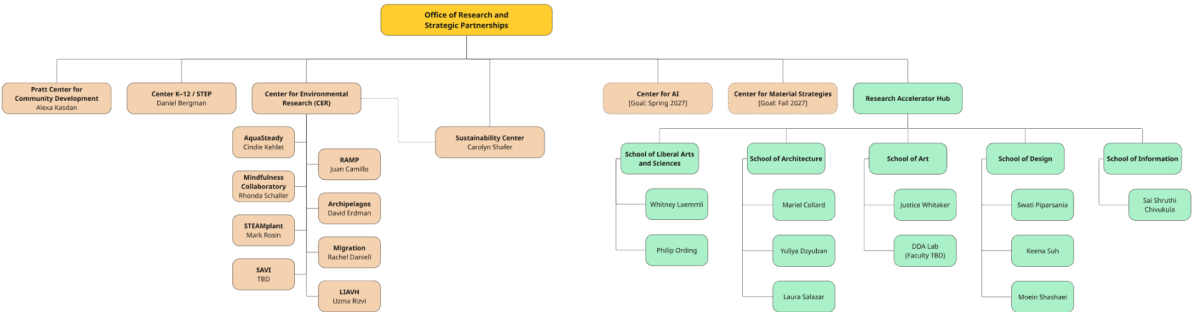 Office of Research and
Strategic Partnerships
Pratt Center for
Community Development
Alexa Kasdan
Center K–12 / STEP
Daniel Bergman
Center for Environmental
Research (CER)
Center for AI
[Goal: Spring 2027]
Center for Material Strategies
[Goal: Fall 2027]
Research Accelerator Hub
Sustainability Center
Carolyn Shafer
AquaSteady
Cindie Kehlet
RAMP
Juan Camillo
Mindfulness
Collaboratory
Rhonda Schaller
Archipelagos
David Erdman
STEAMplant
Mark Rosin
Migration
Rachel Daniell
SAVI
TBD
LIAVH
Uzma Rizvi
School of Liberal Arts
and Sciences
Whitney Laemmli
Philip Ording
School of Architecture
Mariel Collard
Yuliya Dzyuban
Laura Salazar
School of Art
Justice Whitaker
DDA Lab
(Faculty TBD)
School of Design
Swati Piparsania
Keena Suh
Moein Shashaei
School of Information
Sai Shruthi
Chivukula